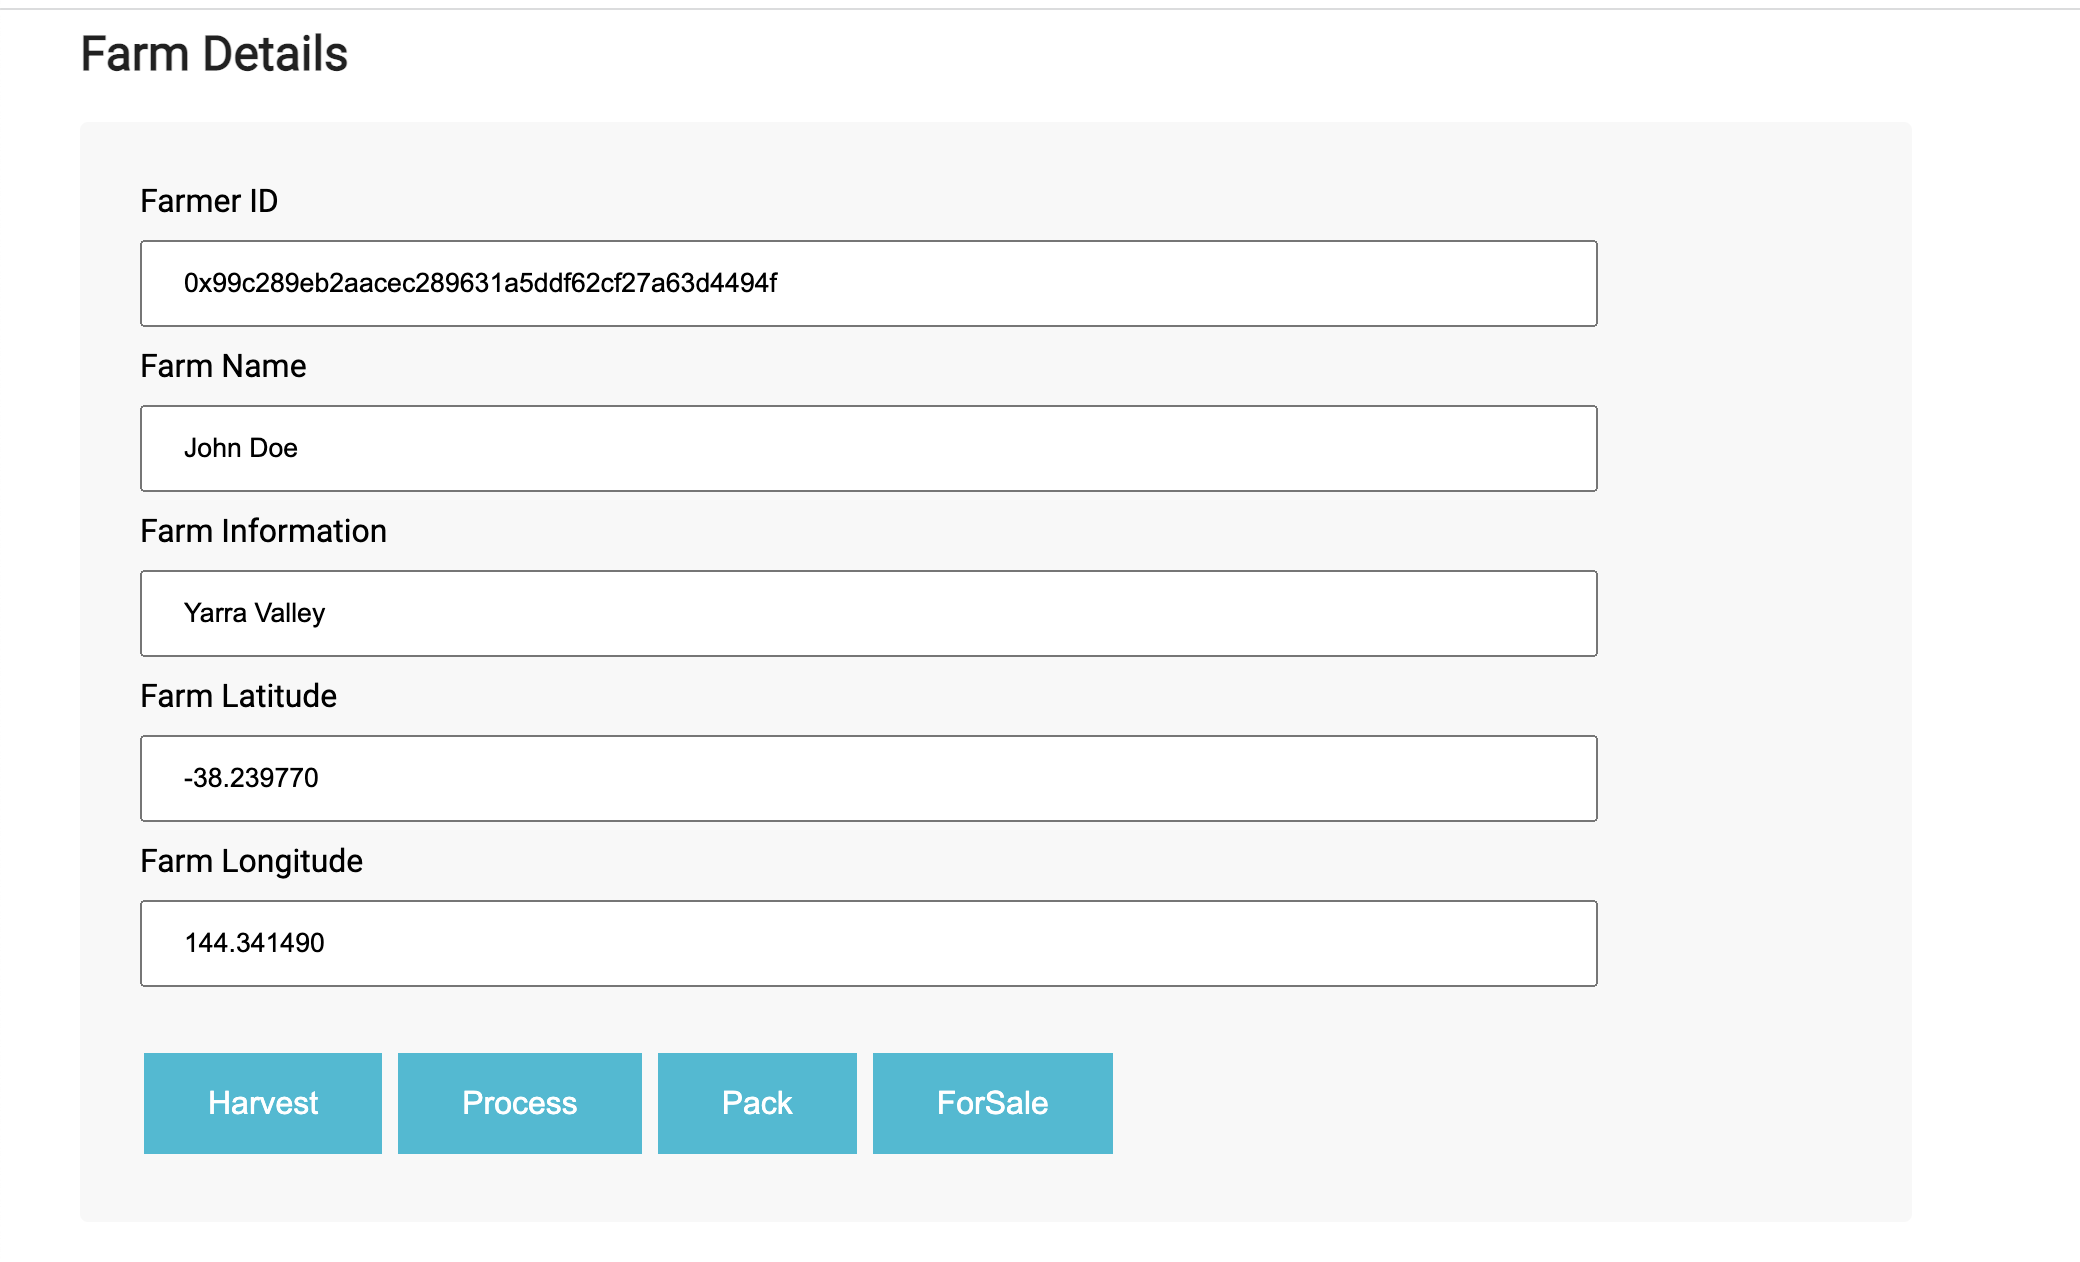 Farm Details
Farmer ID
0x99c289eb2aacec289631a5ddf62cf27a63d4494f
Farm Name
John Doe
Farm Information
Yarra Valley
Farm Latitude
-38.239770
Farm Longitude
144.341490
Harvest Process Pack ForSale